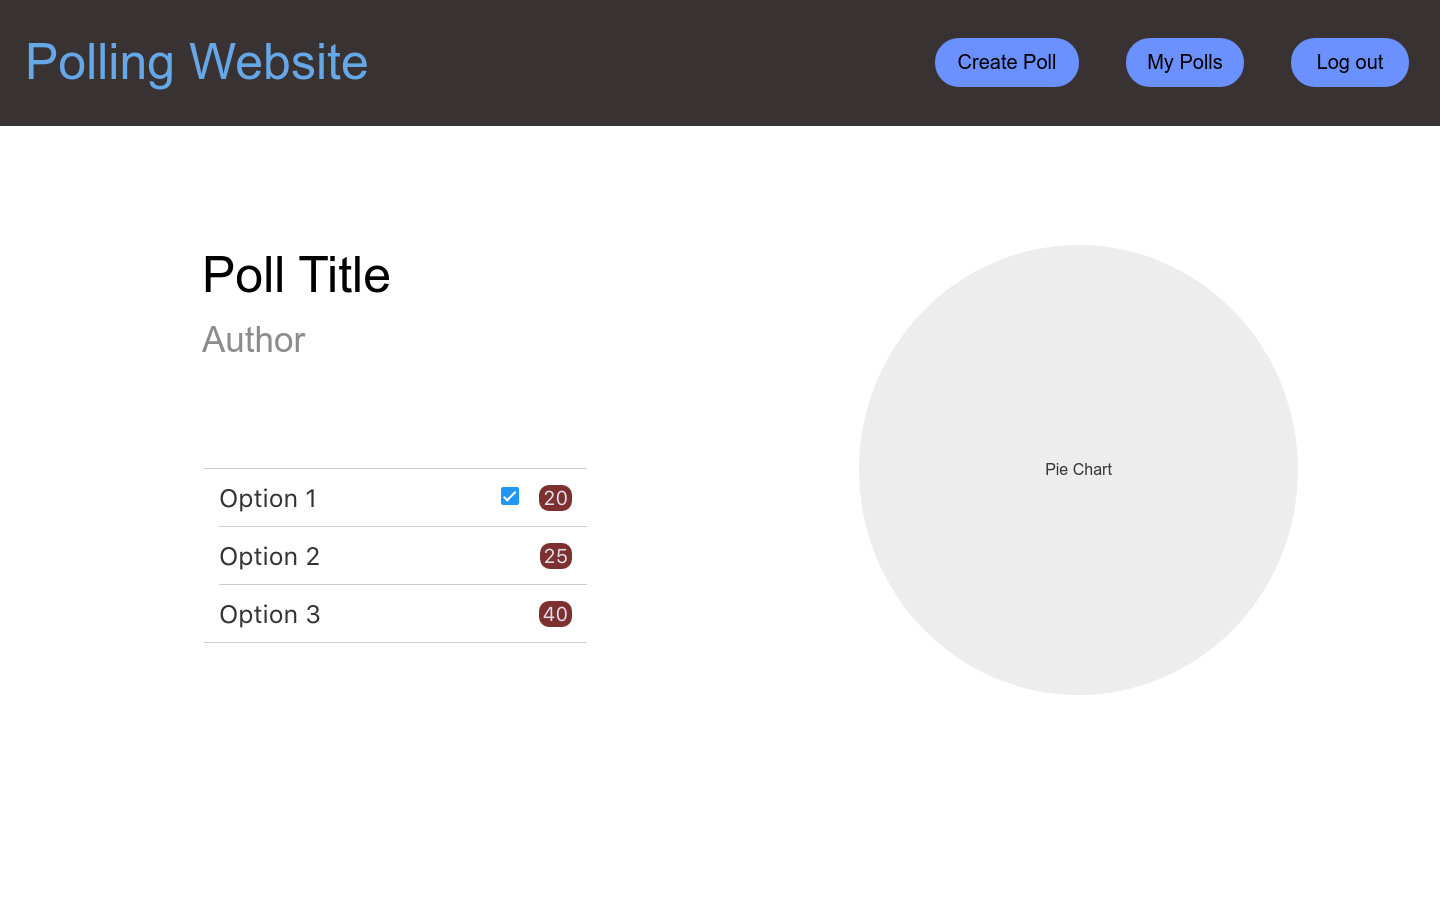 Polling Website
Create Poll
My Polls
Log out
Poll Title
Author
Option 1
20
Option 2
25
Option 3
40
Pie Chart